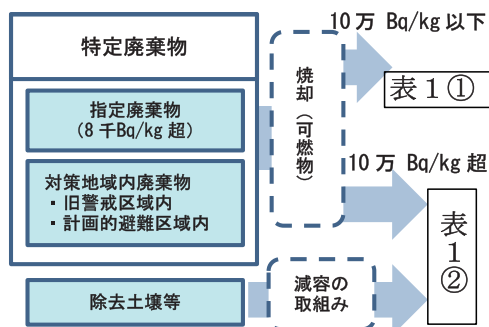 特定廃棄物
指定廃棄物
(8 千Bq/kg 超)
対策地域内廃棄物
・旧警戒区域内
・計画的避難区域内
除去土壌等
焼却(可燃物)
減容の
取組み
10万 Bq/kg 以下
表1①
10万 Bq/kg 超
表1②